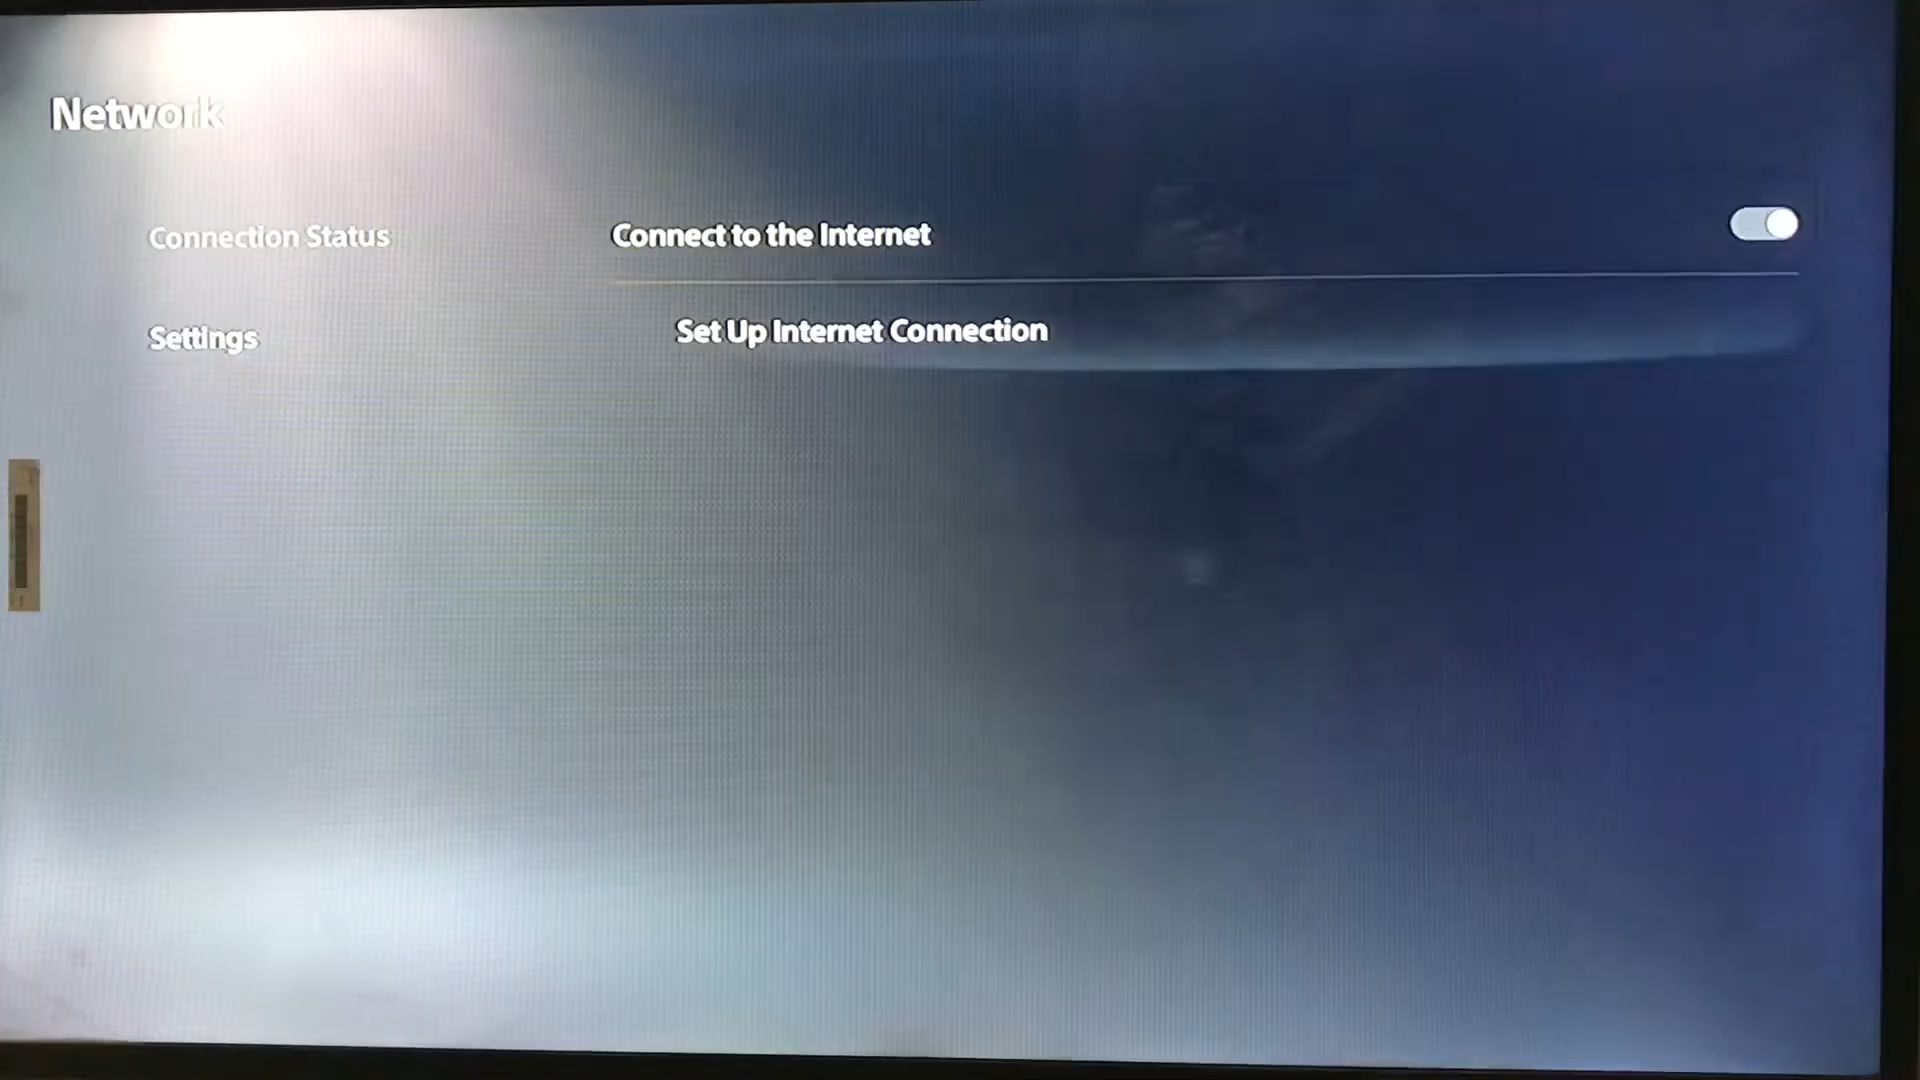 Network
Connection Status
Connect to the Internet
Settings
Set Up Internet Connection